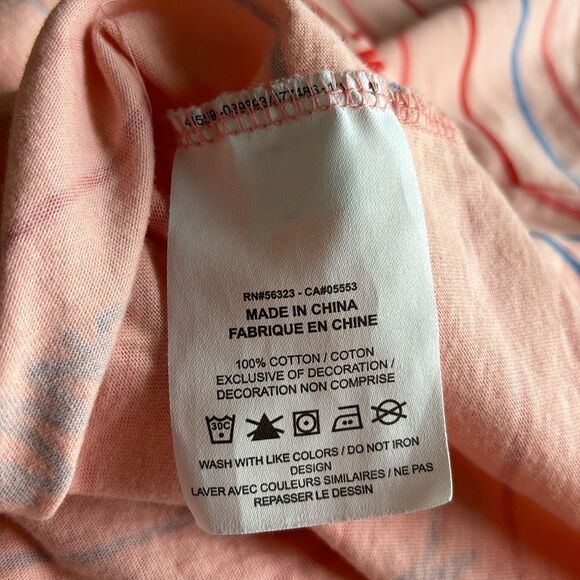 RN#56323 - CA#05553
MADE IN CHINA
FABRIQUE EN CHINE
100% COTTON / COTON
EXCLUSIVE OF DECORATION /
DECORATION NON COMPRISE
30C
WASH WITH LIKE COLORS / DO NOT IRON
DESIGN
LAVER AVEC COULEURS SIMILAIRES / NE PAS
REPASSER LE DESSIN